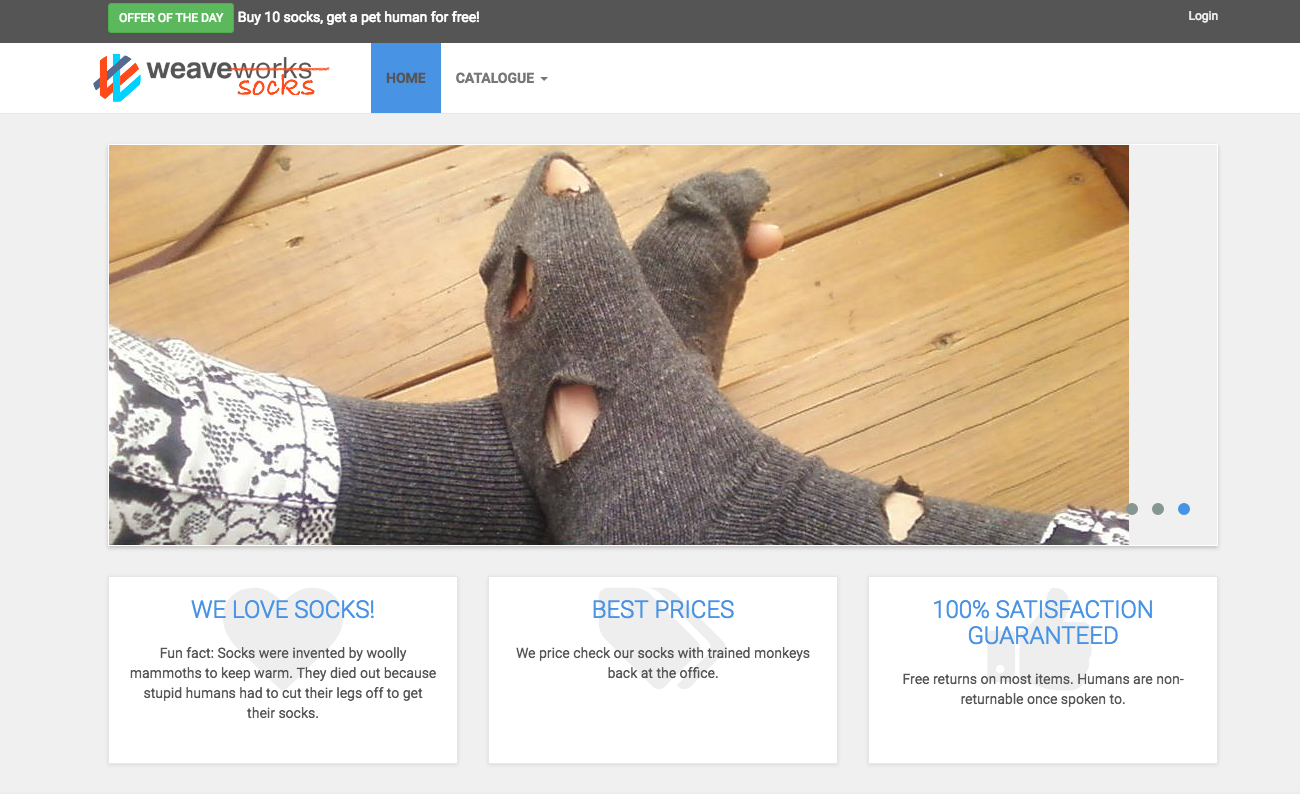 OFFER OF THE DAY Buy 10 socks, get a pet human for free!
Login
weaveworks
socks
HOME
CATALOGUE
WE LOVE SOCKS!
Fun fact: Socks were invented by woolly
mammoths to keep warm. They died out because
stupid humans had to cut their legs off to get
their socks.
BEST PRICES
We price check our socks with trained monkeys
back at the office.
100% SATISFACTION
GUARANTEED
Free returns on most items. Humans are non-
returnable once spoken to.